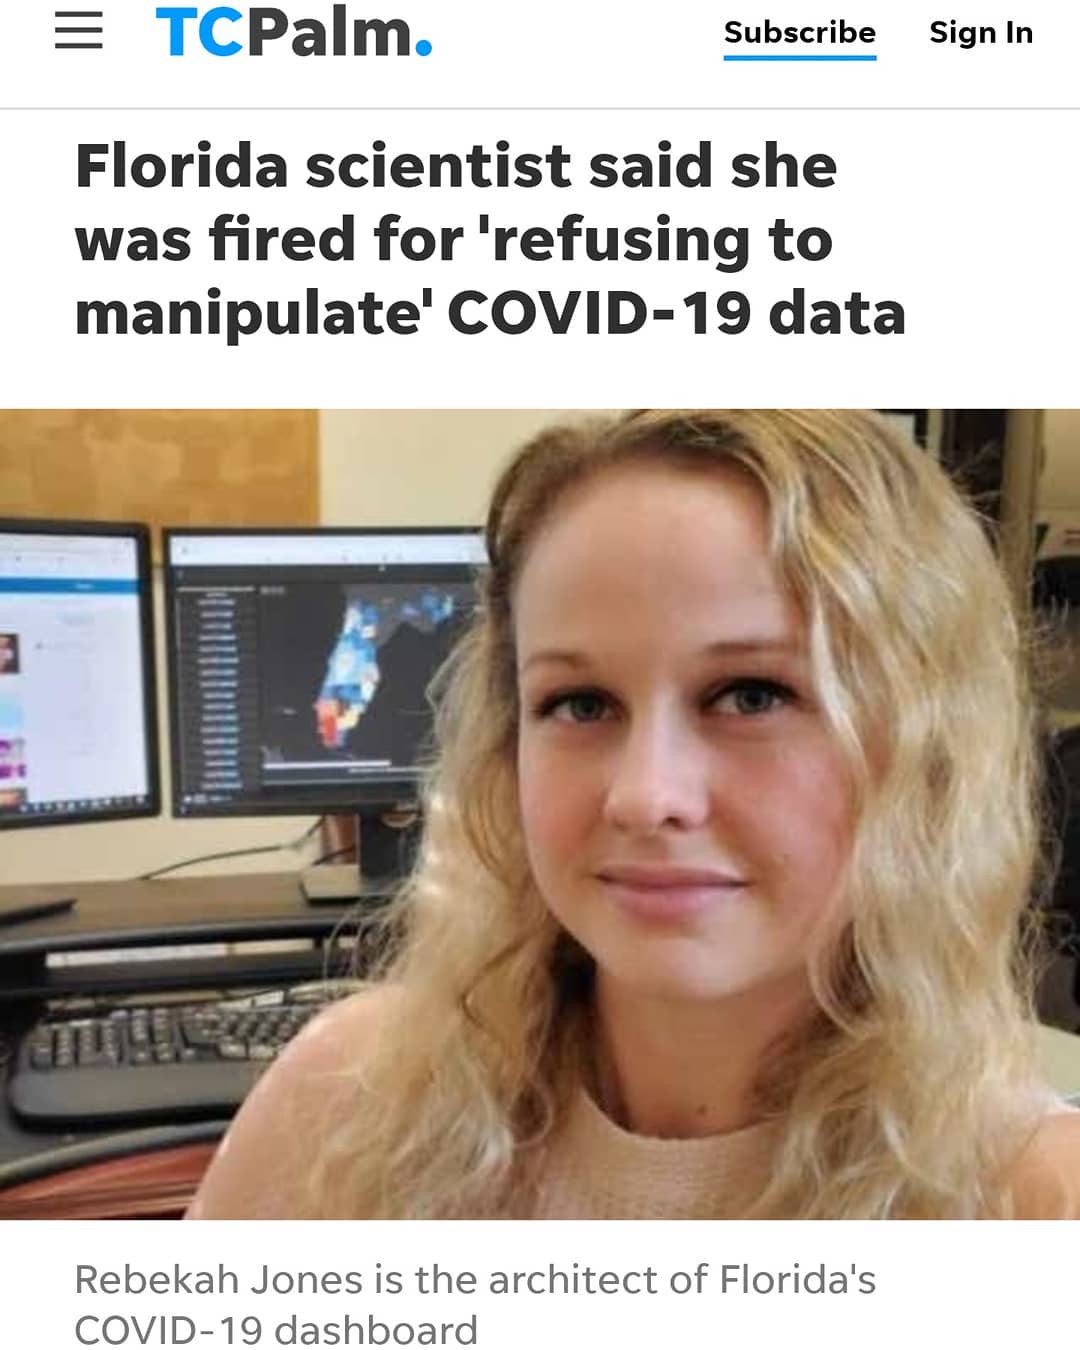 TCPalm.
Subscribe
Sign In
Florida scientist said she
was fired for 'refusing to
manipulate' COVID-19 data
Rebekah Jones is the architect of Florida's
COVID-19 dashboard